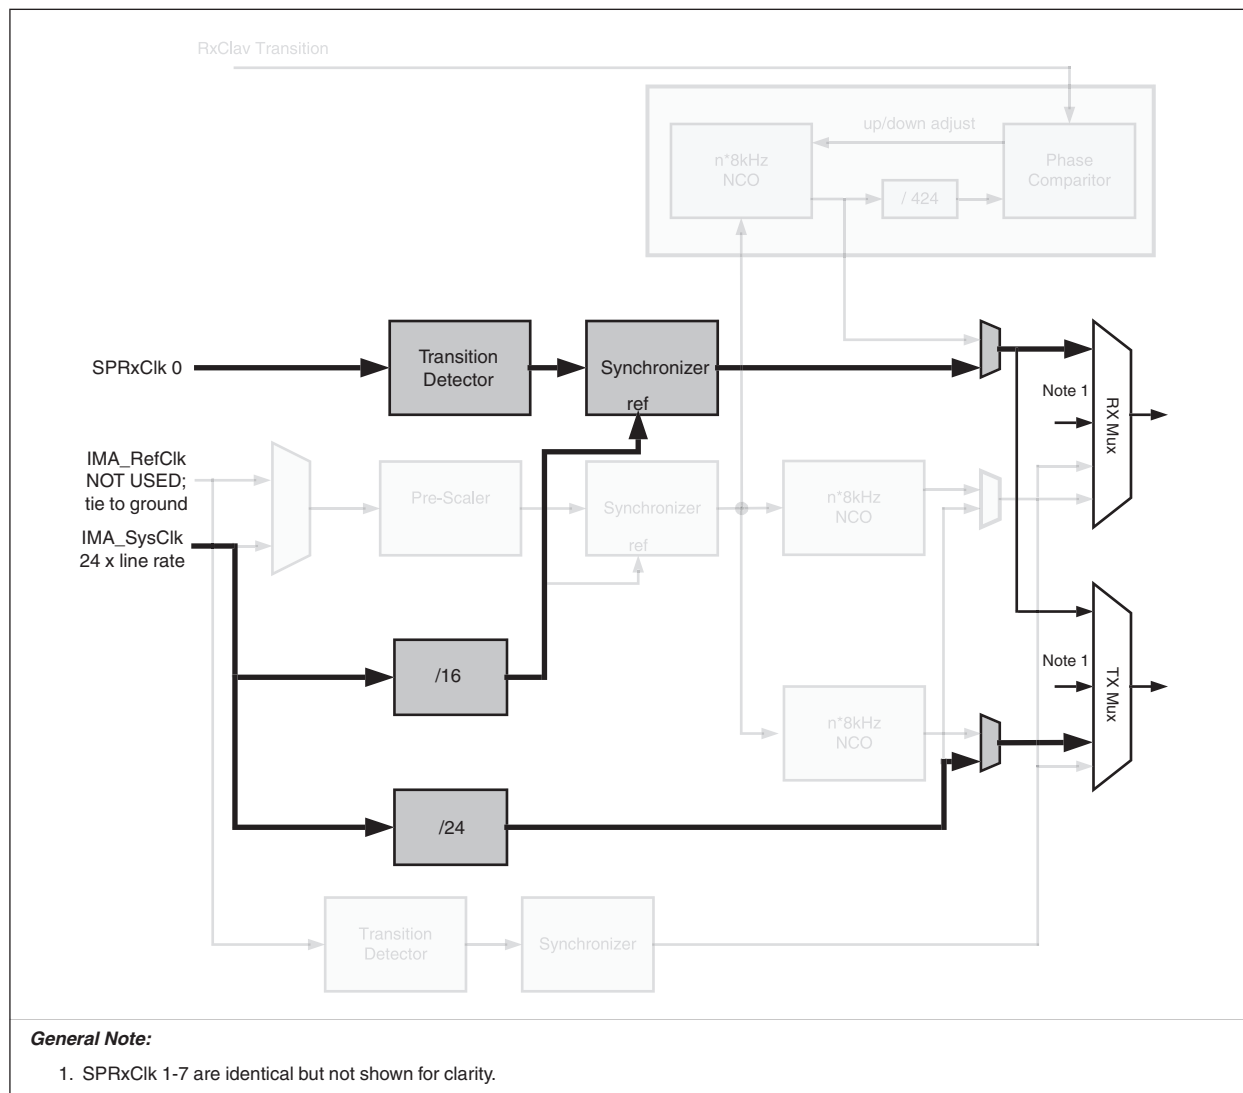 RxClav Transition
up/down adjust
n*8kHz
NCO
/ 424
Phase
Comparitor
SPRxClk 0
Transition
Detector
Synchronizer
ref
Note 1
RX Mux
IMA_RefClk
NOT USED;
tie to ground
Pre-Scaler
Synchronizer
ref
n*8kHz
NCO
IMA_SysClk
24 x line rate
/16
Note 1
TX Mux
n*8kHz
NCO
/24
Transition
Detector
Synchronizer
General Note:
1. SPRxClk 1-7 are identical but not shown for clarity.